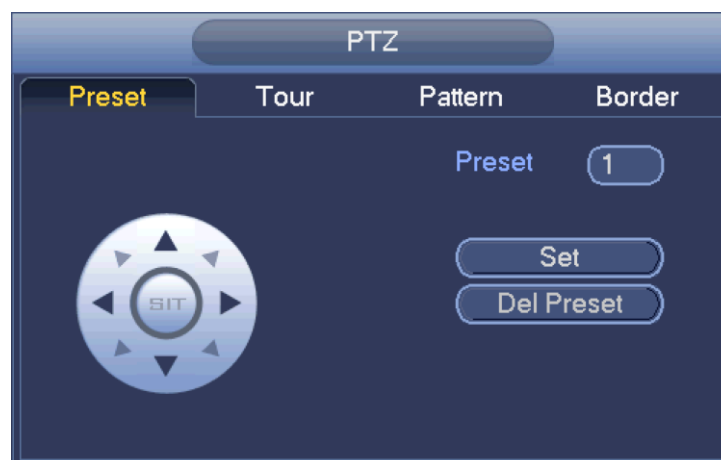 PTZ
Preset Tour Pattern Border
Preset 1
Set
SIT
Del Preset